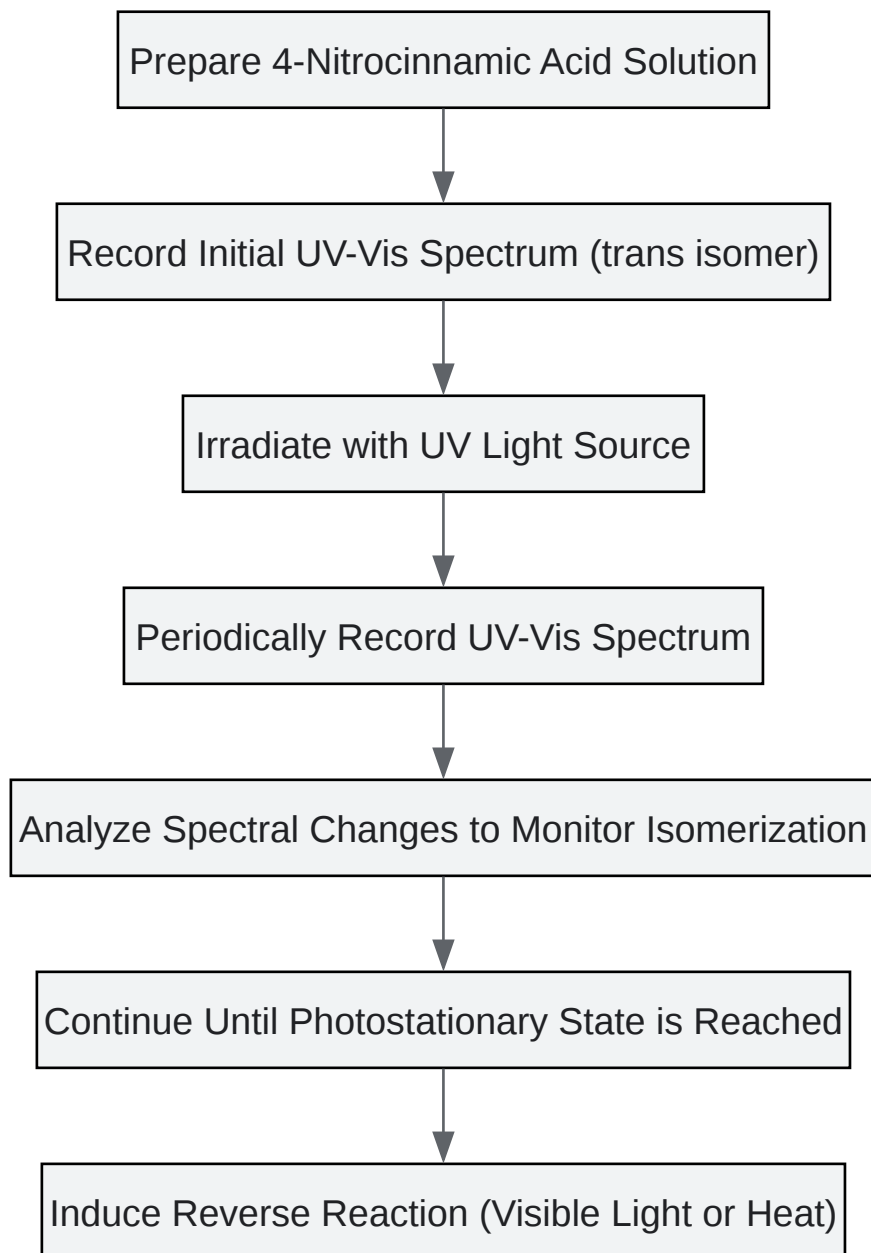 Prepare 4-Nitrocinnamic Acid Solution
Record Initial UV-Vis Spectrum (trans isomer)
Irradiate with UV Light Source
Periodically Record UV-Vis Spectrum
Analyze Spectral Changes to Monitor Isomerization
Continue Until Photostationary State is Reached
Induce Reverse Reaction (Visible Light or Heat)